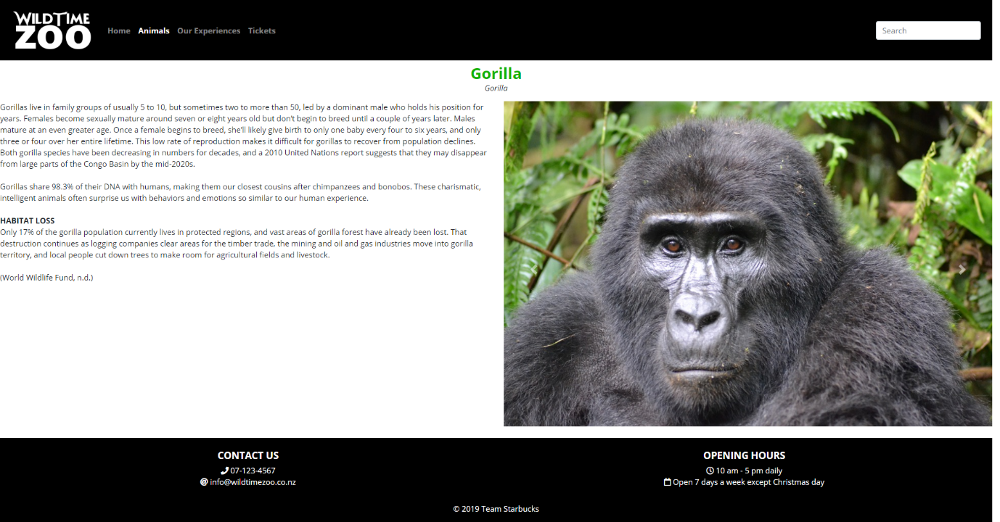 WILDTIME
ZOO
Home Animals Our Experiences Tickets
Search
Gorilla
Gorilla
Gorillas live in family groups of usually 5 to 10, but sometimes two to more than 50, led by a dominant male who holds his position for
years. Females become sexually mature around seven or eight years old but don't begin to breed until a couple of years later. Males
mature at an even greater age. Once a female begins to breed, she'll likely give birth to only one baby every four to six years, and only
three or four over her entire lifetime. This low rate of reproduction makes it difficult for gorillas to recover from population declines.
Both gorilla species have been decreasing in numbers for decades, and a 2010 United Nations report suggests that they may disappear
from large parts of the Congo Basin by the mid-2020s.
Gorillas share 98.3% of their DNA with humans, making them our closest cousins after chimpanzees and bonobos. These charismatic,
intelligent animals often surprise us with behaviors and emotions so similar to our human experience.
HABITAT LOSS
Only 17% of the gorilla population currently lives in protected regions, and vast areas of gorilla forest have already been lost. That
destruction continues as logging companies clear areas for the timber trade, the mining and oil and gas industries move into gorilla
territory, and local people cut down trees to make room for agricultural fields and livestock.
(World Wildlife Fund, n.d.)
CONTACT US
07-123-4567
info@wildtimezoo.co.nz
OPENING HOURS
10 am - 5 pm daily
Open 7 days a week except Christmas day
© 2019 Team Starbucks